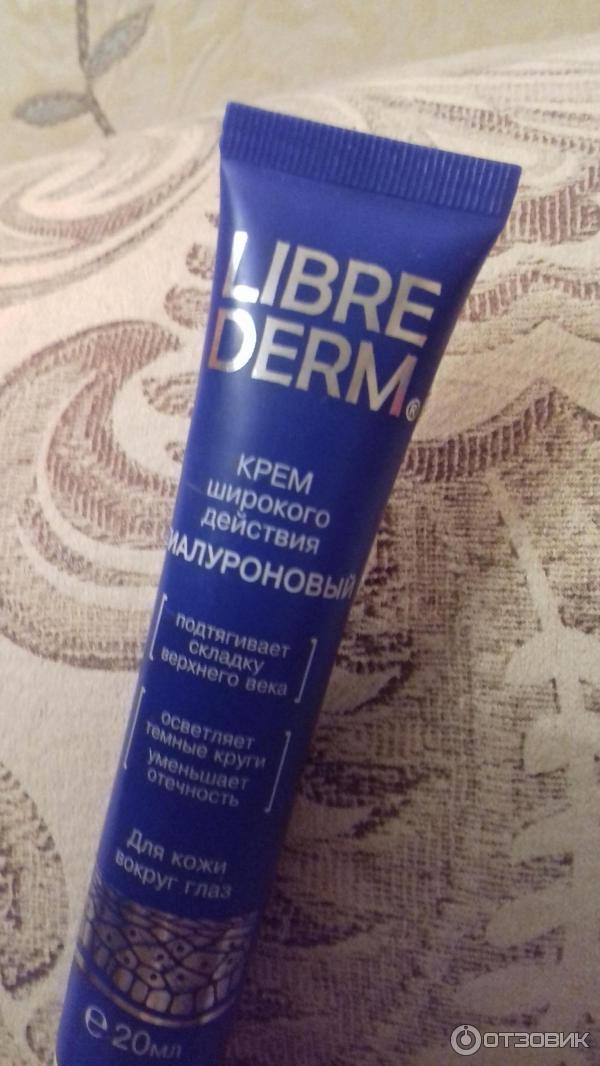 LIBRE
DERM®
КРЕМ
широкого
действия
ИАЛУРОНОВЫЙ
подтягивает
складку
верхнего века
осветляет
темные круги
уменьшает
отечность
Для кожи
вокруг глаз
℮20мл
ОТЗОВИК